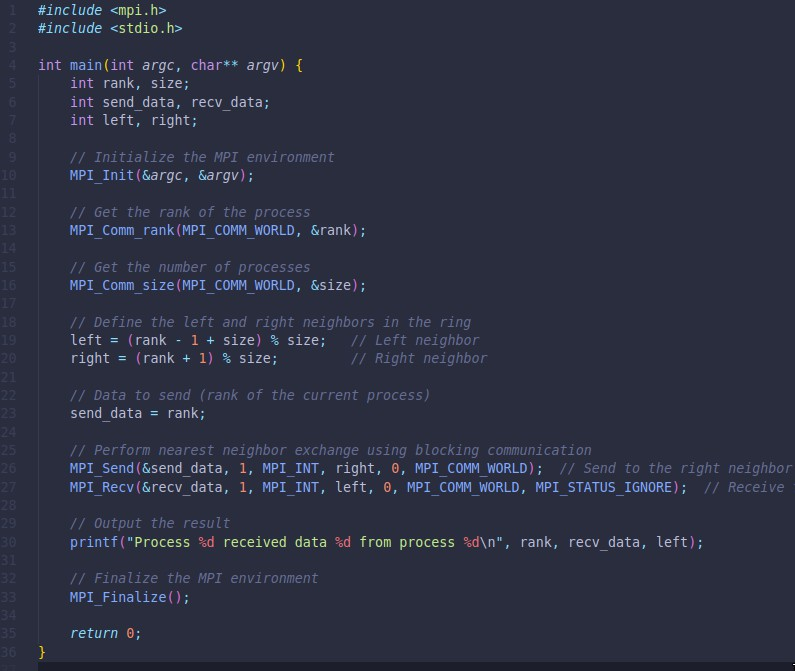 1 #include <mpi.h>
2 #include <stdio.h>
3
4 int main(int argc, char** argv) {
5     int rank, size;
6     int send_data, recv_data;
7     int left, right;
8
9     // Initialize the MPI environment
10     MPI_Init(&argc, &argv);
11
12     // Get the rank of the process
13     MPI_Comm_rank(MPI_COMM_WORLD, &rank);
14
15     // Get the number of processes
16     MPI_Comm_size(MPI_COMM_WORLD, &size);
17
18     // Define the left and right neighbors in the ring
19     left = (rank - 1 + size) % size;   // Left neighbor
20     right = (rank + 1) % size;         // Right neighbor
21
22     // Data to send (rank of the current process)
23     send_data = rank;
24
25     // Perform nearest neighbor exchange using blocking communication
26     MPI_Send(&send_data, 1, MPI_INT, right, 0, MPI_COMM_WORLD);  // Send to the right neighbor
27     MPI_Recv(&recv_data, 1, MPI_INT, left, 0, MPI_COMM_WORLD, MPI_STATUS_IGNORE);  // Receive
28
29     // Output the result
30     printf("Process %d received data %d from process %d\n", rank, recv_data, left);
31
32     // Finalize the MPI environment
33     MPI_Finalize();
34
35     return 0;
36 }